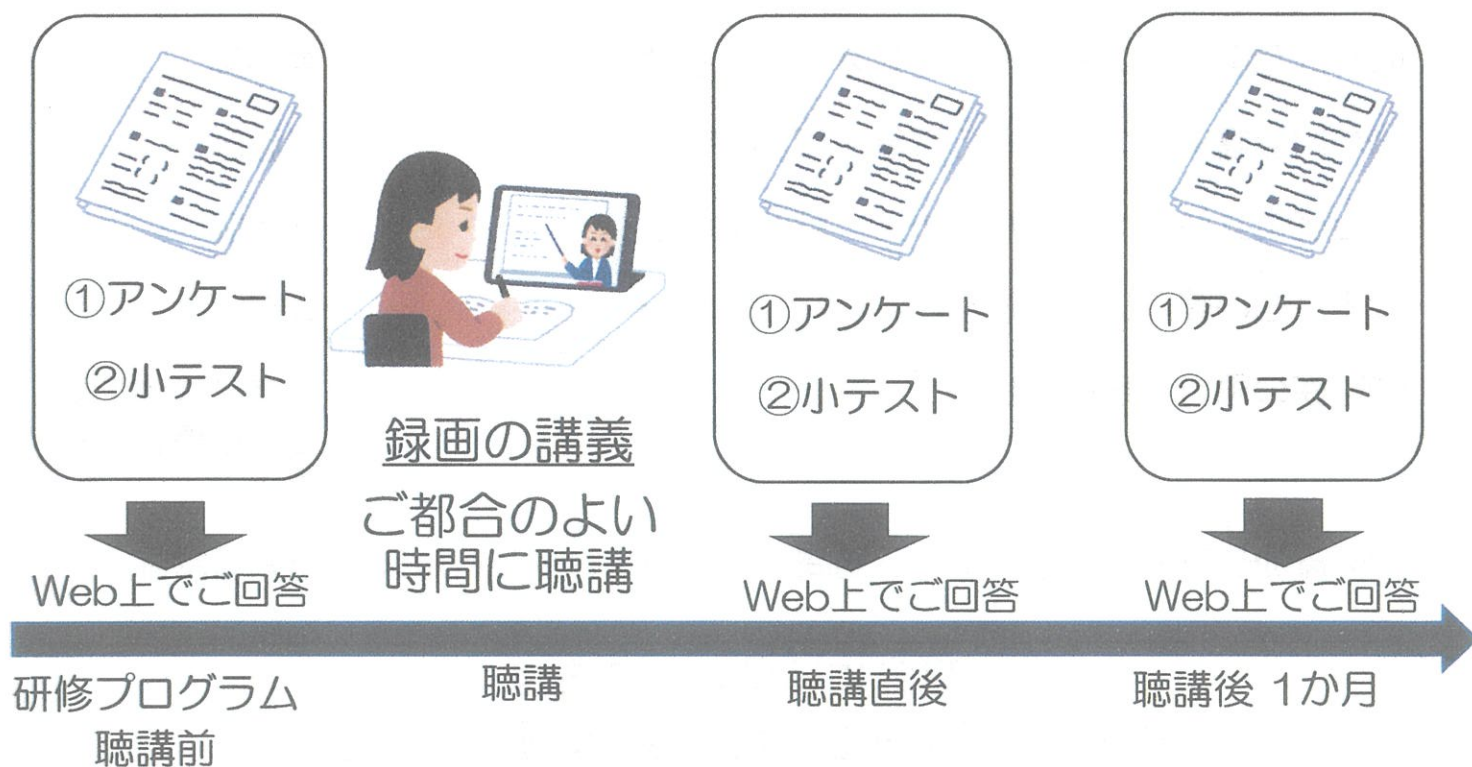 ①アンケート
②小テスト
Web上でご回答
研修プログラム
聴講前
録画の講義
ご都合のよい
時間に聴講
聴講
①アンケート
②小テスト
Web上でご回答
聴講直後
①アンケート
②小テスト
Web上でご回答
聴講後 1か月